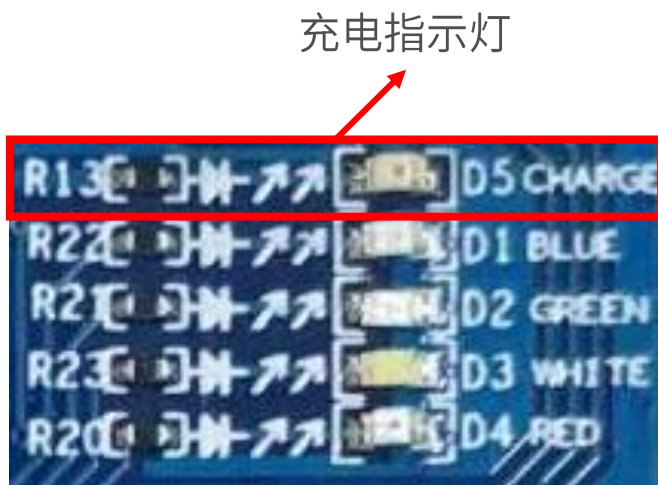 充电指示灯
R13 D5 CHARGE
R22 D1 BLUE
R21 D2 GREEN
R23 D3 WHITE
R20 D4 RED